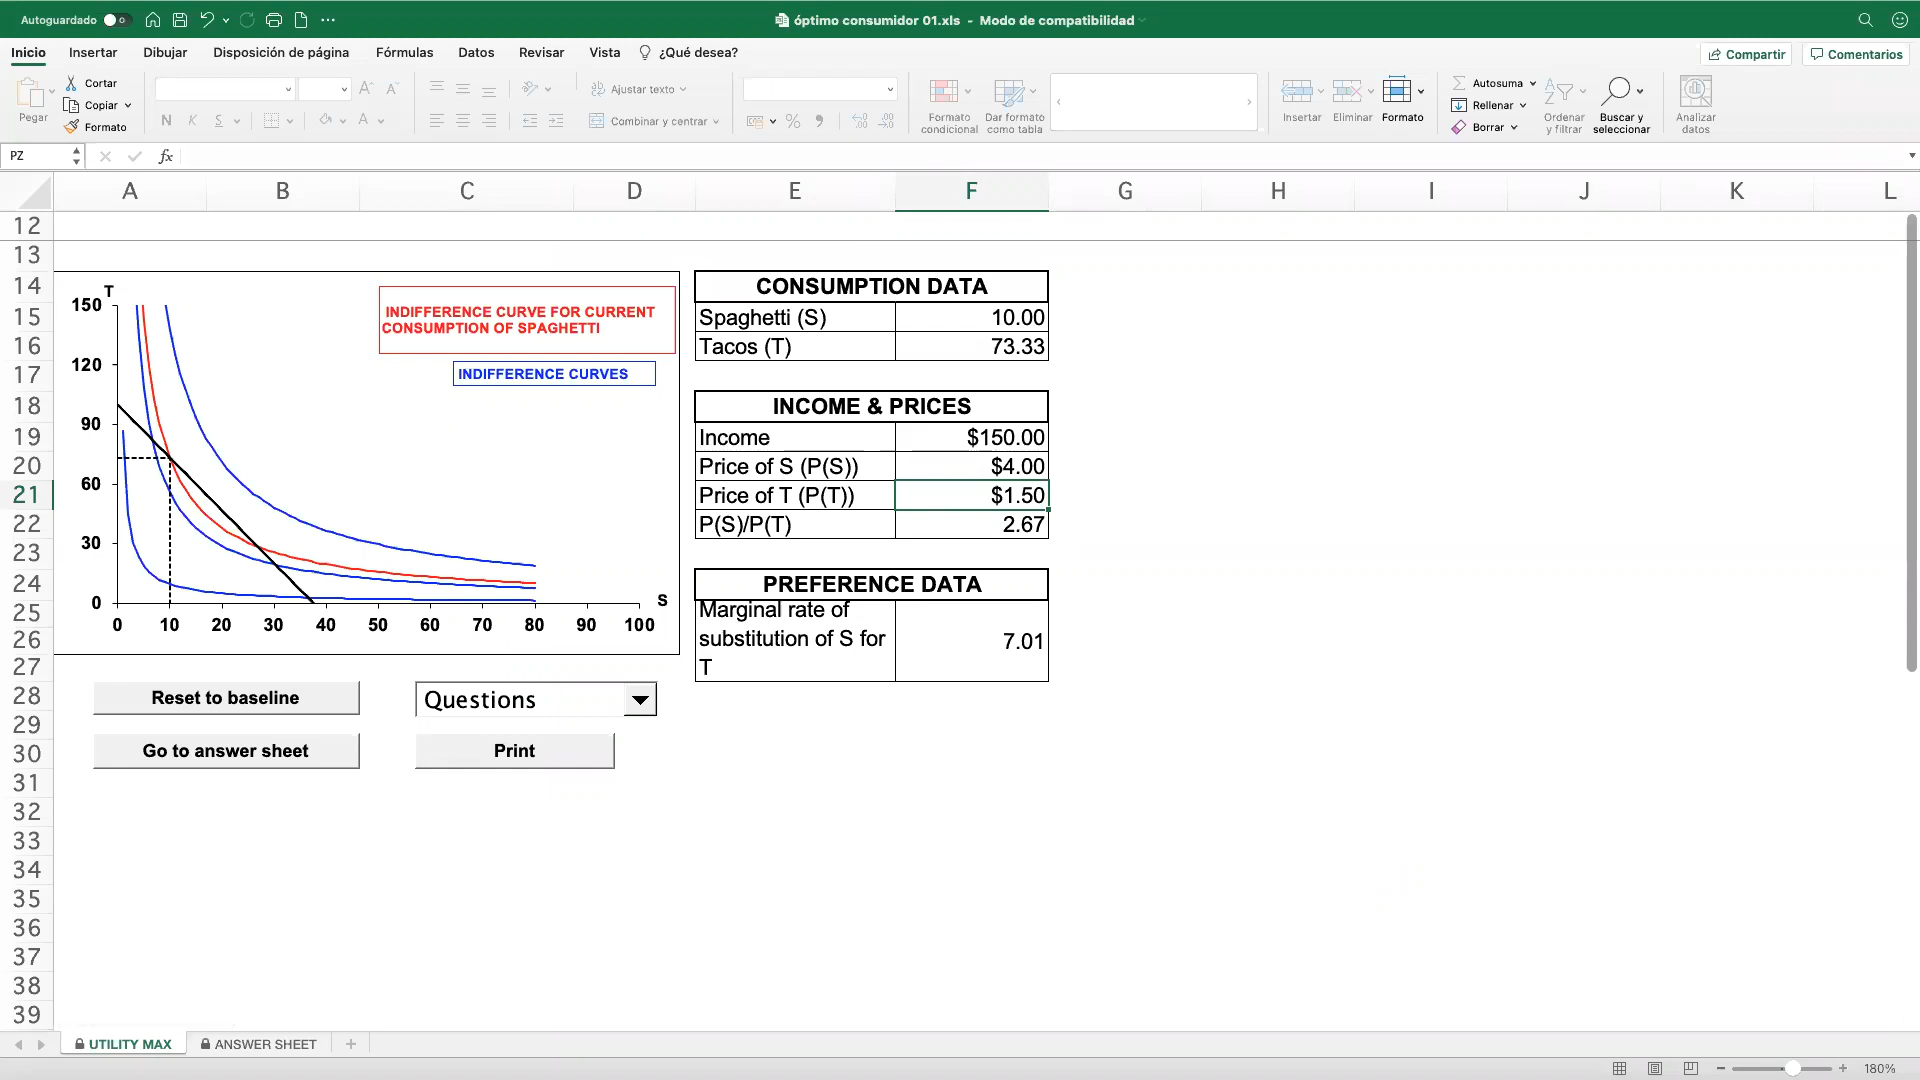 Autoguardado
óptimo consumidor 01.xls - Modo de compatibilidad
Inicio Insertar Dibujar Disposición de página Fórmulas Datos Revisar Vista ¿Qué desea?
Compartir Comentarios
Pegar
Cortar
Copiar
Formato
N K S
Ajustar texto
Combinar y centrar
Formato condicional
Dar formato como tabla
Insertar
Eliminar
Formato
Autosuma
Rellenar
Borrar
Ordenar y filtrar
Buscar y seleccionar
Analizar datos
PZ
fx
A B C D E F G H I J K L
12
13
14
15
16
17
18
19
20
21
22
23
24
25
26
27
28
29
30
31
32
33
34
35
36
37
38
39
T
150
120
90
60
30
0
0 10 20 30 40 50 60 70 80 90 100
S
INDIFFERENCE CURVE FOR CURRENT
CONSUMPTION OF SPAGHETTI
INDIFFERENCE CURVES
CONSUMPTION DATA
Spaghetti (S) 10.00
Tacos (T) 73.33
INCOME & PRICES
Income $150.00
Price of S (P(S)) $4.00
Price of T (P(T)) $1.50
P(S)/P(T) 2.67
PREFERENCE DATA
Marginal rate of
substitution of S for 7.01
T
Reset to baseline
Questions
Go to answer sheet
Print
UTILITY MAX
ANSWER SHEET
180%